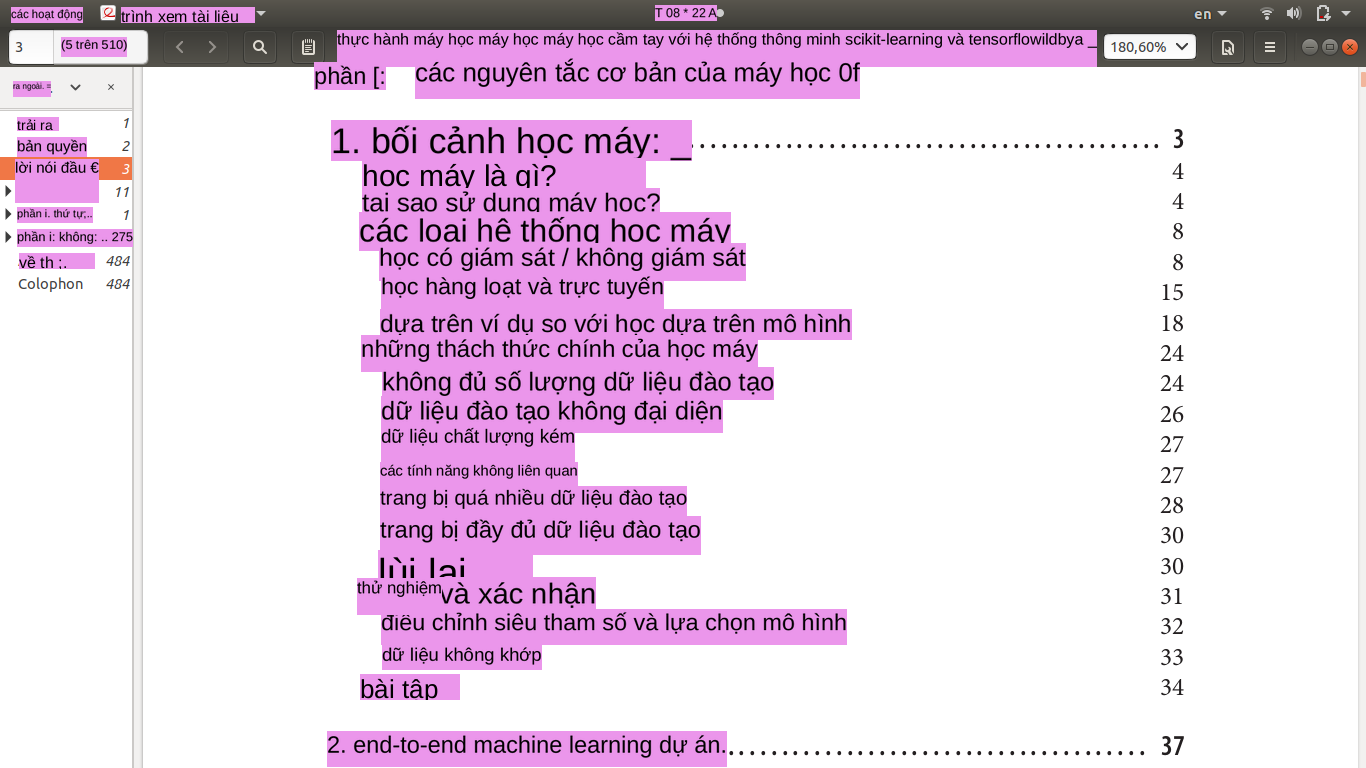 các hoạt động trình xem tài liệu T 08 * 22 A en
3 (5 trên 510) thực hành máy học máy học máy học cầm tay với hệ thống thông minh scikit-learning và tensorflowildbya _ 180,60%
ra ngoài. =.
trải ra 1
bản quyền 2
lời nói đầu € 3
11
phần i. thứ tự;.. 1
phần i: không: .. 275
về th ;. 484
Colophon 484
phần [: các nguyên tắc cơ bản của máy học 0f
1. bối cảnh học máy: _ 3
học máy là gì? 4
tại sao sử dụng máy học? 4
các loại hệ thống học máy 8
học có giám sát / không giám sát 8
học hàng loạt và trực tuyến 15
dựa trên ví dụ so với học dựa trên mô hình 18
những thách thức chính của học máy 24
không đủ số lượng dữ liệu đào tạo 24
dữ liệu đào tạo không đại diện 26
dữ liệu chất lượng kém 27
các tính năng không liên quan 27
trang bị quá nhiều dữ liệu đào tạo 28
trang bị đầy đủ dữ liệu đào tạo 30
lùi lại 30
thử nghiệm và xác nhận 31
điều chỉnh siêu tham số và lựa chọn mô hình 32
dữ liệu không khớp 33
bài tập 34
2. end-to-end machine learning dự án. 37